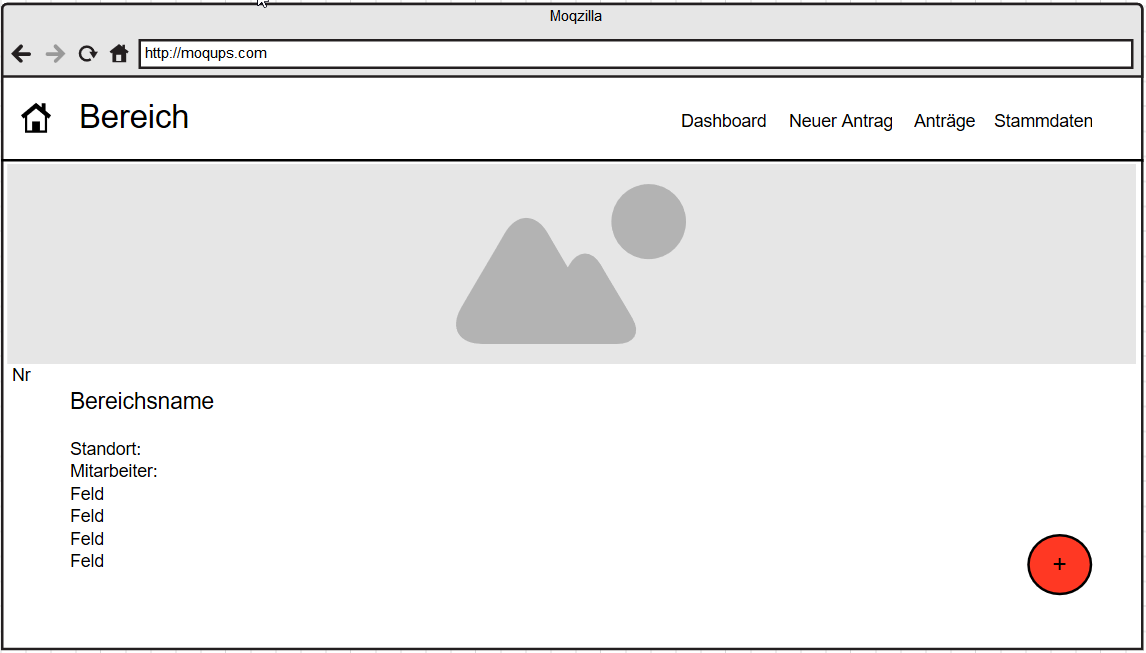 Moqzilla
http://moqups.com
Bereich
Dashboard Neuer Antrag Anträge Stammdaten
Nr
Bereichsname
Standort:
Mitarbeiter:
Feld
Feld
Feld
Feld
+